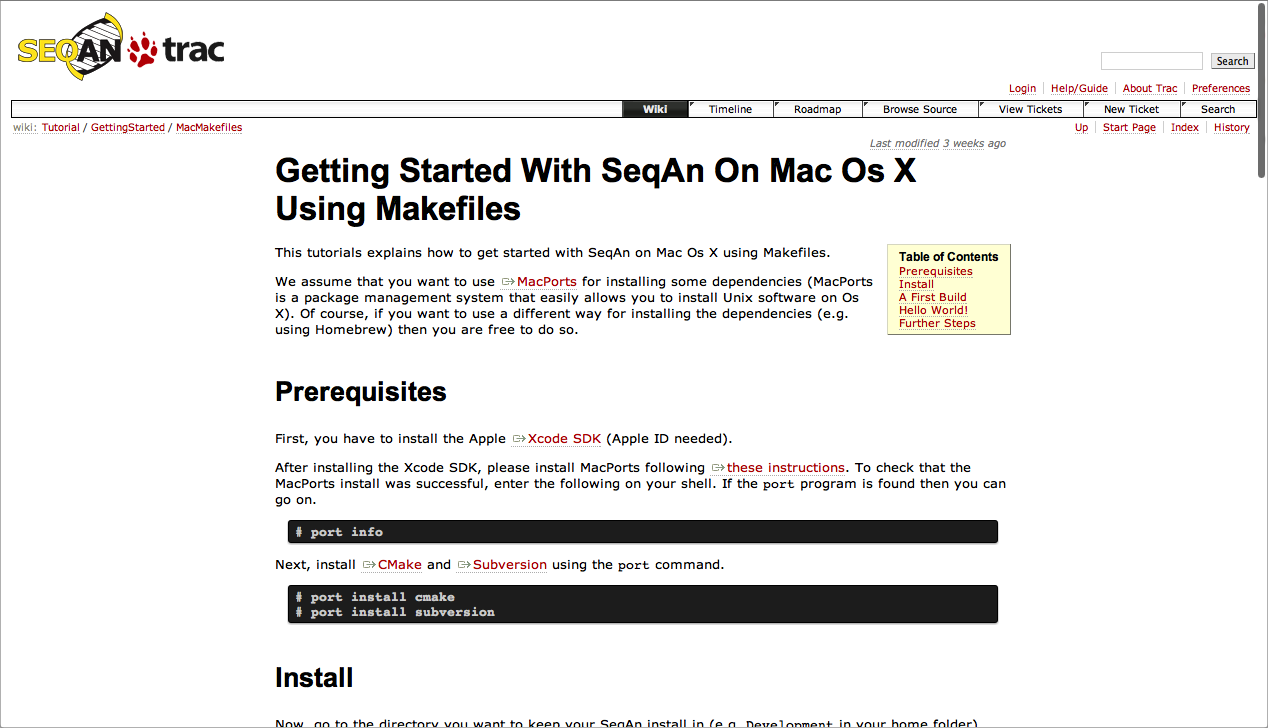 SEQAN trac
Search
Login Help/Guide About Trac Preferences
Wiki Timeline Roadmap Browse Source View Tickets New Ticket Search
wiki: Tutorial / GettingStarted / MacMakefiles
Up Start Page Index History
Last modified 3 weeks ago
Getting Started With SeqAn On Mac Os X
Using Makefiles
This tutorials explains how to get started with SeqAn on Mac Os X using Makefiles.
We assume that you want to use MacPorts for installing some dependencies (MacPorts
is a package management system that easily allows you to install Unix software on Os
X). Of course, if you want to use a different way for installing the dependencies (e.g.
using Homebrew) then you are free to do so.
Table of Contents
Prerequisites
Install
A First Build
Hello World!
Further Steps
Prerequisites
First, you have to install the Apple Xcode SDK (Apple ID needed).
After installing the Xcode SDK, please install MacPorts following these instructions. To check that the
MacPorts install was successful, enter the following on your shell. If the port program is found then you can
go on.
# port info
Next, install CMake and Subversion using the port command.
# port install cmake
# port install subversion
Install
Now, go to the directory you want to keep your SeqAn install in (e.g. Development in your home folder).